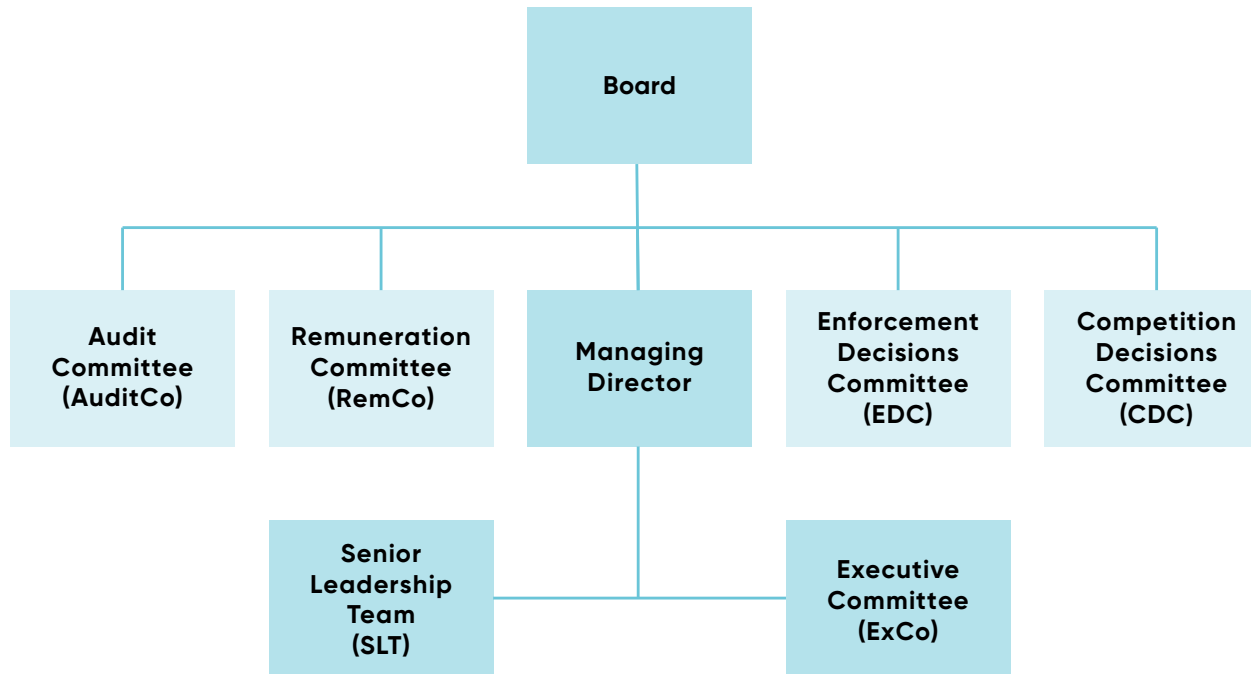 Board
Audit
Committee
(AuditCo)
Remuneration
Committee
(RemCo)
Managing
Director
Enforcement
Decisions
Committee
(EDC)
Competition
Decisions
Committee
(CDC)
Senior
Leadership
Team
(SLT)
Executive
Committee
(ExCo)